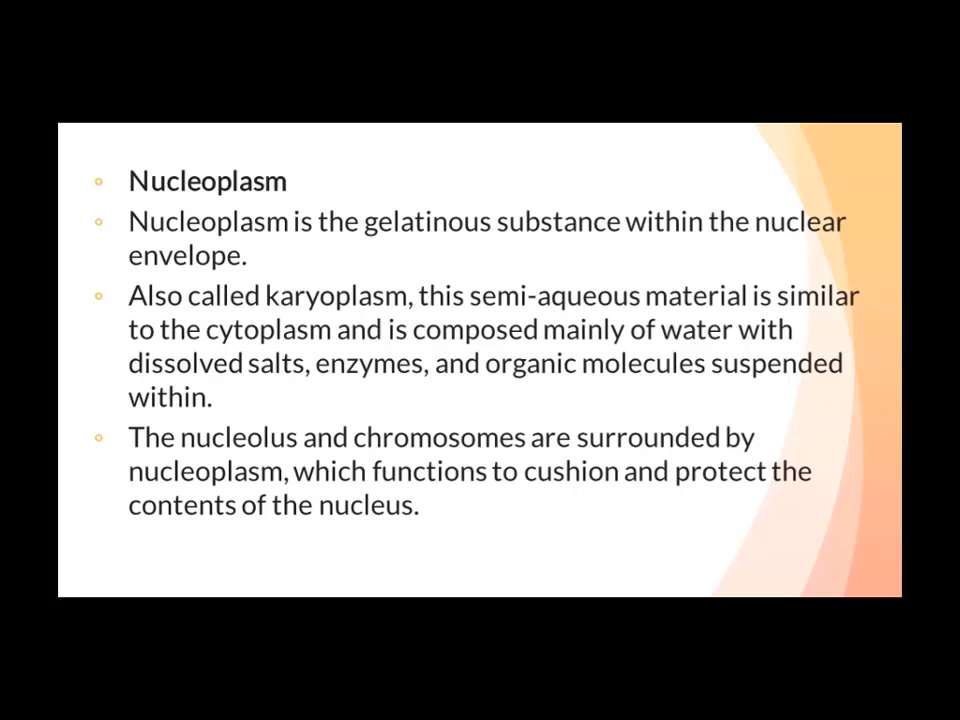 Nucleoplasm
Nucleoplasm is the gelatinous substance within the nuclear
envelope.
Also called karyoplasm, this semi-aqueous material is similar
to the cytoplasm and is composed mainly of water with
dissolved salts, enzymes, and organic molecules suspended
within.
The nucleolus and chromosomes are surrounded by
nucleoplasm, which functions to cushion and protect the
contents of the nucleus.